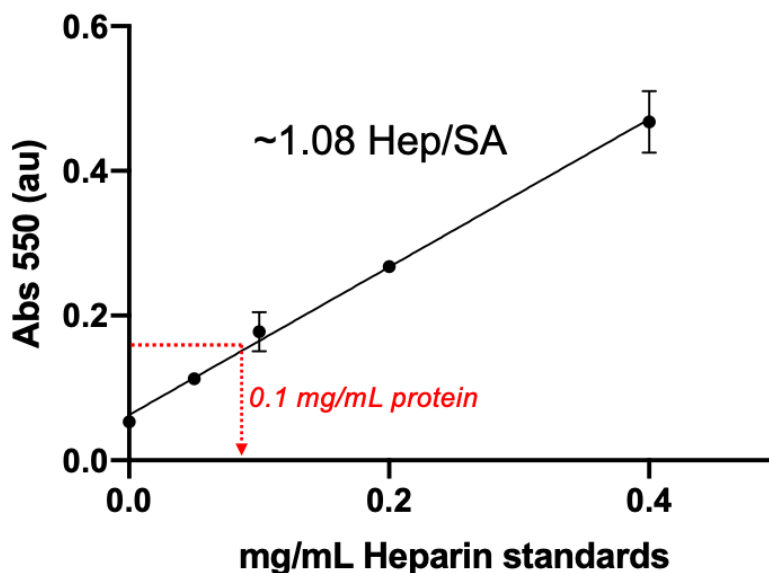 0.6
~1.08 Hep/SA
0.4
Abs 550 (au)
0.2
0.1 mg/mL protein
0.0
0.0 0.2 0.4
mg/mL Heparin standards